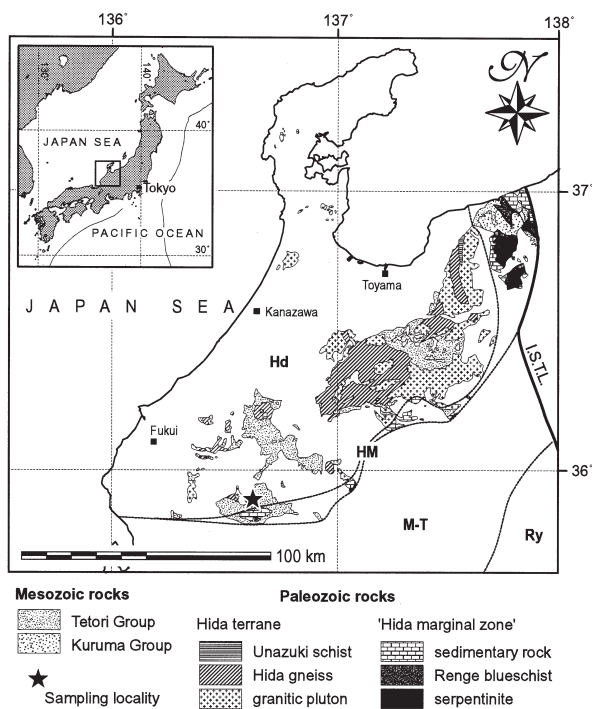 136°
137°
138°
130°
140°
N
JAPAN SEA
40°
Tokyo
PACIFIC OCEAN
30°
37°
Toyama
JAPAN SEA
Kanazawa
Hd
I.S.T.L.
Fukui
HM
36°
M-T
Ry
100 km
Mesozoic rocks
Paleozoic rocks
Tetori Group
Kuruma Group
Sampling locality
Hida terrane
Unazuki schist
Hida gneiss
granitic pluton
'Hida marginal zone'
sedimentary rock
Renge blueschist
serpentinite